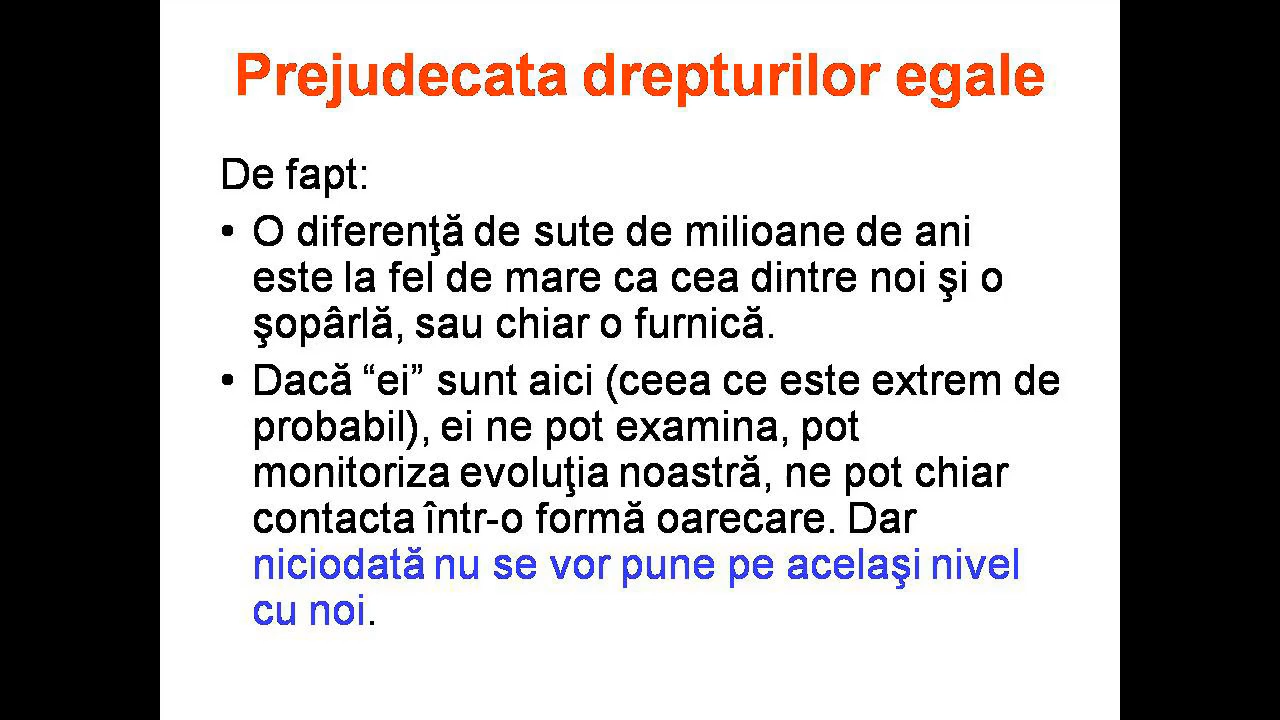 Prejudecata drepturilor egale
De fapt:
• O diferenţă de sute de milioane de ani
este la fel de mare ca cea dintre noi şi o
şopârlă, sau chiar o furnică.
• Dacă “ei” sunt aici (ceea ce este extrem de
probabil), ei ne pot examina, pot
monitoriza evoluţia noastră, ne pot chiar
contacta într-o formă oarecare. Dar
niciodată nu se vor pune pe acelaşi nivel
cu noi.